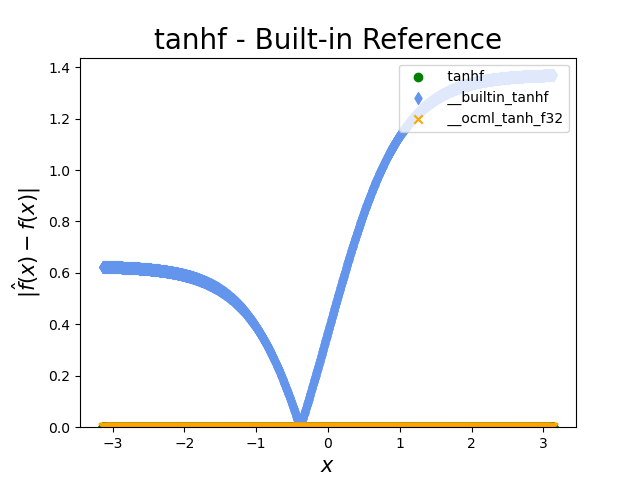 tanhf - Built-in Reference
tanhf
__builtin_tanhf
__ocml_tanh_f32
1.4
1.2
1.0
0.8
0.6
0.4
0.2
0.0
|f̂(x) − f(x)|
−3
−2
−1
0
1
2
3
x